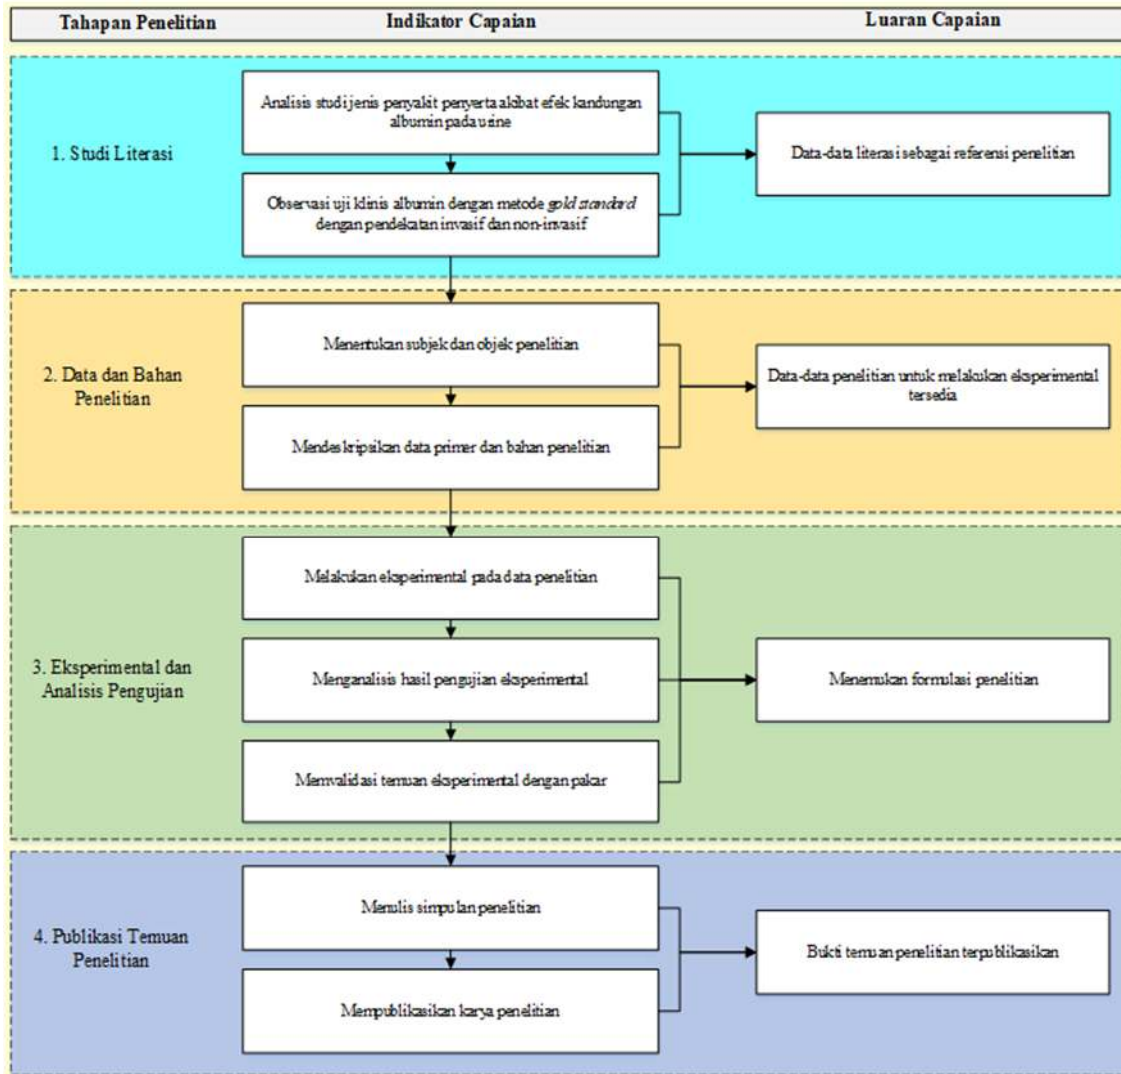 Tahapan Penelitian
Indikator Capaian
Luaran Capaian
1. Studi Literasi
Analisis studi jenis penyakit penyerta akibat efek kandungan
albumin pada urine
Observasi uji klinis albumin dengan metode gold standard
dengan pendekatan invasif dan non-invasif
Data-data literasi sebagai referensi penelitian
2. Data dan Bahan
Penelitian
Menentukan subjek dan objek penelitian
Mendeskripsikan data primer dan bahan penelitian
Data-data penelitian untuk melakukan eksperimental
tersedia
3. Eksperimental dan
Analisis Pengujian
Melakukan eksperimental pada data penelitian
Menganalisis hasil pengujian eksperimental
Memvalidasi temuan eksperimental dengan pakar
Menemukan formulasi penelitian
4. Publikasi Temuan
Penelitian
Menulis simpulan penelitian
Mempublikasikan karya penelitian
Bukti temuan penelitian terpublikasikan